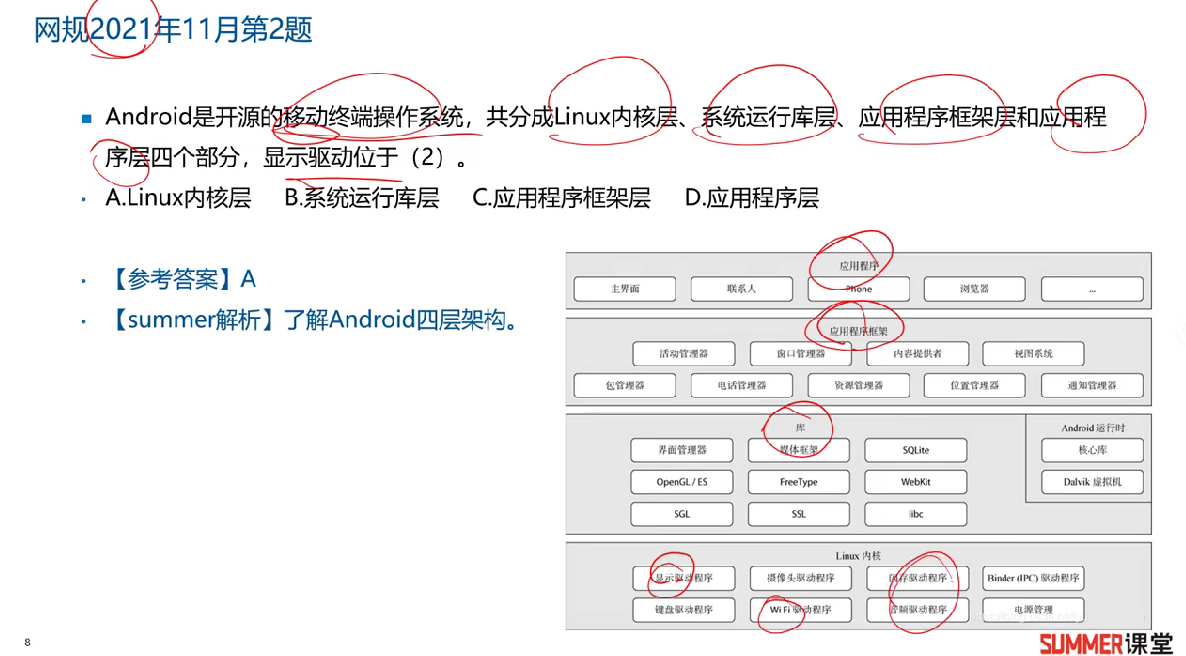 网规2021年11月第2题
Android是开源的移动终端操作系统，共分成Linux内核层、系统运行库层、应用程序框架层和应用程
序层四个部分，显示驱动位于（2）。
A.Linux内核层 B.系统运行库层 C.应用程序框架层 D.应用程序层
【参考答案】A
【summer解析】了解Android四层架构。
应用程序
主界面 联系人 Phone 浏览器 ...
应用程序框架
活动管理器 窗口管理器 内容提供者 视图系统
包管理器 电话管理器 资源管理器 位置管理器 通知管理器
库 Android 运行时
界面管理器 媒体框架 SQLite 核心库
OpenGL / ES FreeType WebKit Dalvik 虚拟机
SGL SSL libc
Linux 内核
显示驱动程序 摄像头驱动程序 闪存驱动程序 Binder (IPC) 驱动程序
键盘驱动程序 WiFi 驱动程序 音频驱动程序 电源管理
8
SUMMER课堂